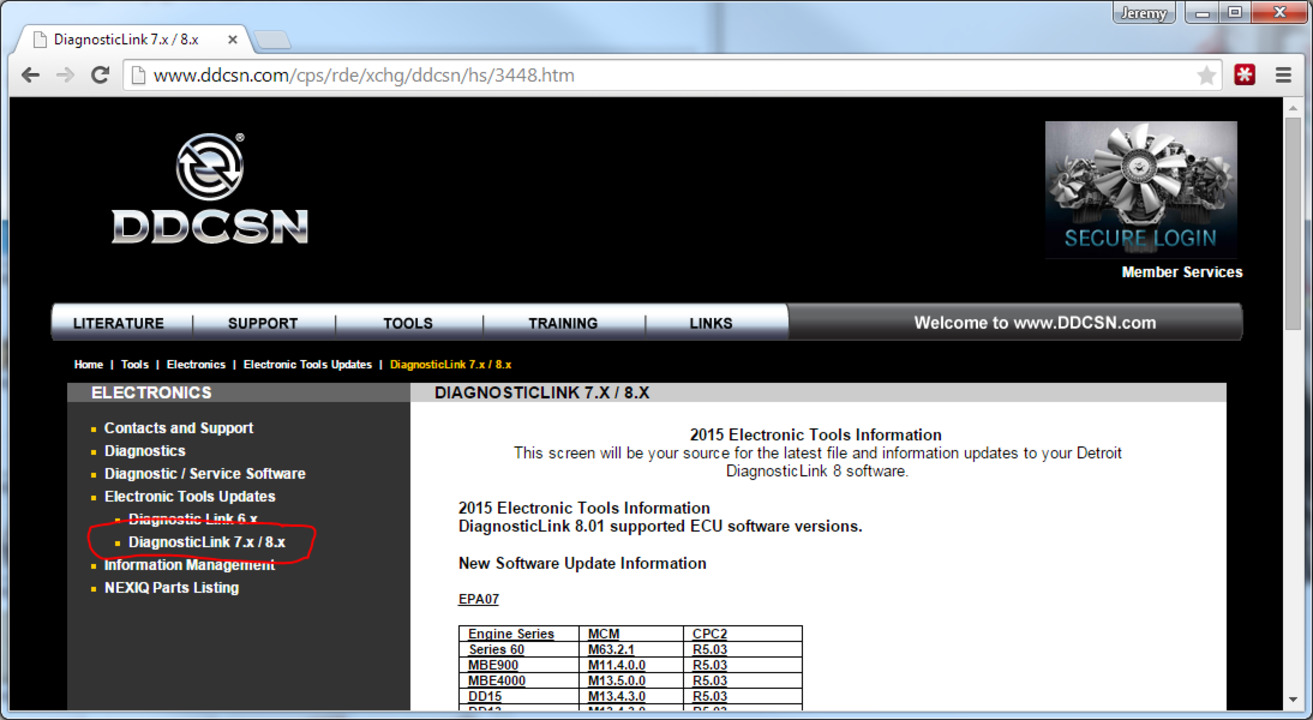 Jeremy
DiagnosticLink 7.x / 8.x
www.ddcsn.com/cps/rde/xchg/ddcsn/hs/3448.htm
DDCSN
SECURE LOGIN
Member Services
LITERATURE | SUPPORT | TOOLS | TRAINING | LINKS
Welcome to www.DDCSN.com
Home | Tools | Electronics | Electronic Tools Updates | DiagnosticLink 7.x / 8.x
ELECTRONICS
Contacts and Support
Diagnostics
Diagnostic / Service Software
Electronic Tools Updates
Diagnostic Link 6.x
DiagnosticLink 7.x / 8.x
Information Management
NEXIQ Parts Listing
DIAGNOSTICLINK 7.X / 8.X
2015 Electronic Tools Information
This screen will be your source for the latest file and information updates to your Detroit
DiagnosticLink 8 software.
2015 Electronic Tools Information
DiagnosticLink 8.01 supported ECU software versions.
New Software Update Information
EPA07
Engine Series MCM CPC2
Series 60 M63.2.1 R5.03
MBE900 M11.4.0.0 R5.03
MBE4000 M13.5.0.0 R5.03
DD15 M13.4.3.0 R5.03